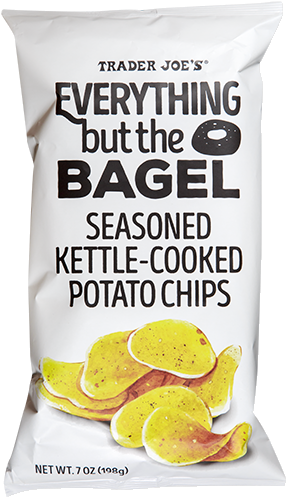 TRADER JOE'S®
EVERYTHING
but the
BAGEL
SEASONED
KETTLE-COOKED
POTATO CHIPS
NET WT. 7 OZ (198g)